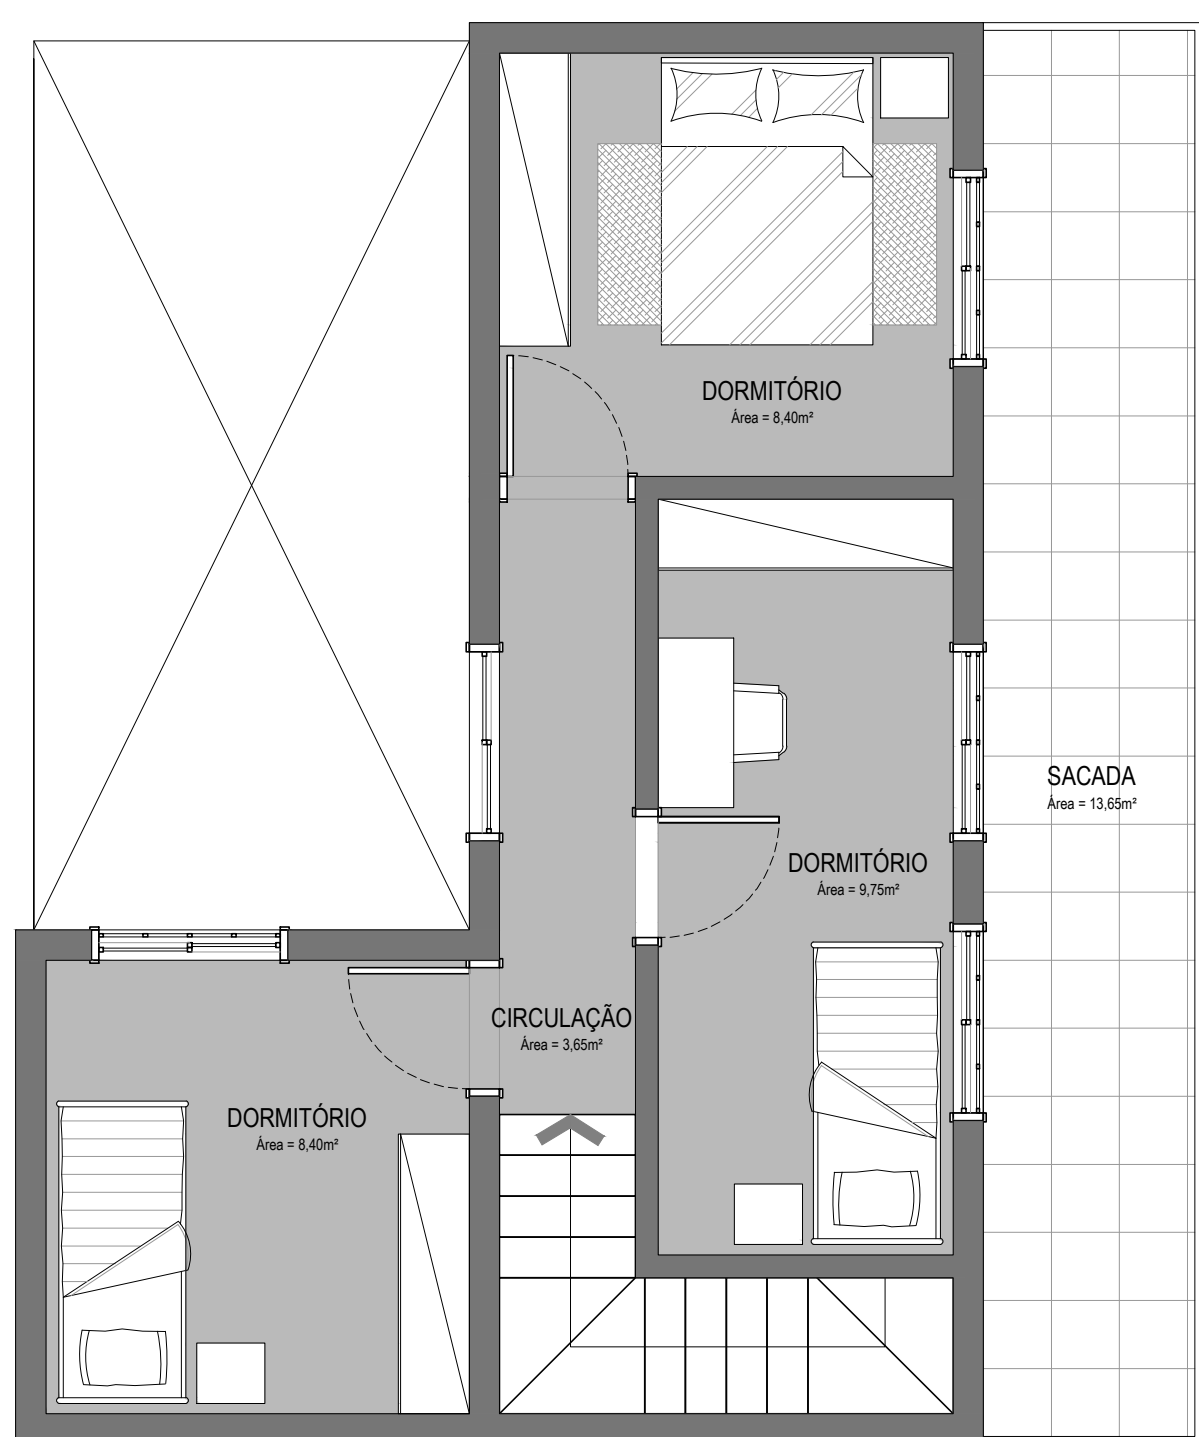 DORMITÓRIO
Área = 8,40m²
SACADA
Área = 13,65m²
DORMITÓRIO
Área = 9,75m²
CIRCULAÇÃO
Área = 3,65m²
DORMITÓRIO
Área = 8,40m²